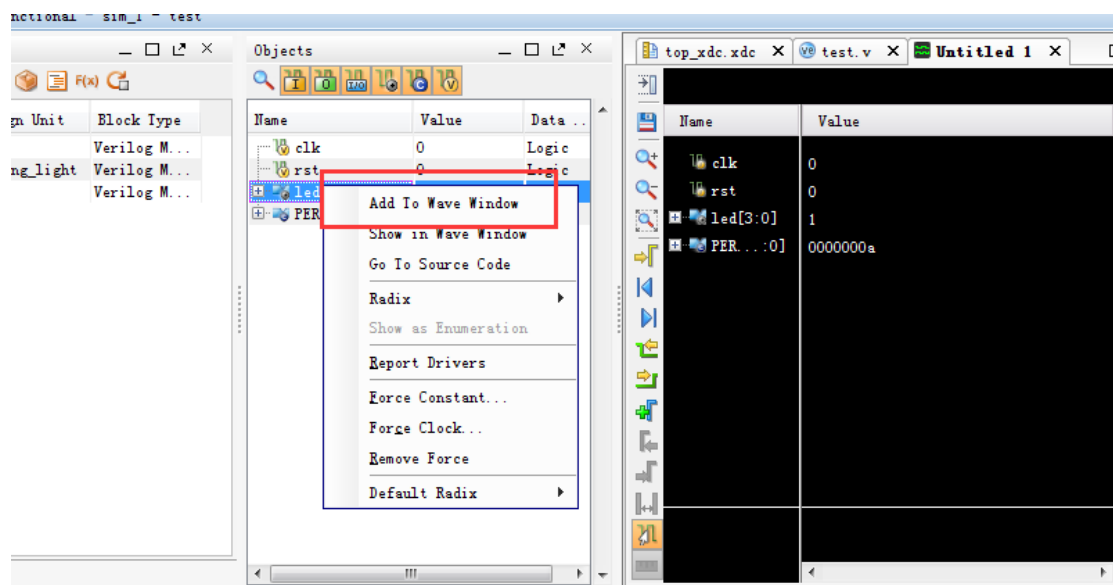 nctional - sim_1 - test
Objects
top_xdc.xdc
test.v
Untitled 1
F(x)
I O I/O C V
gn Unit Block Type
Name Value Data ..
Name Value
Verilog M...
clk 0 Logic
clk 0
ng_light Verilog M...
rst 0 Logic
rst 0
Verilog M...
led
led[3:0] 1
PER
PER...:0] 0000000a
Add To Wave Window
Show in Wave Window
Go To Source Code
Radix
Show as Enumeration
Report Drivers
Force Constant...
Force Clock...
Remove Force
Default Radix